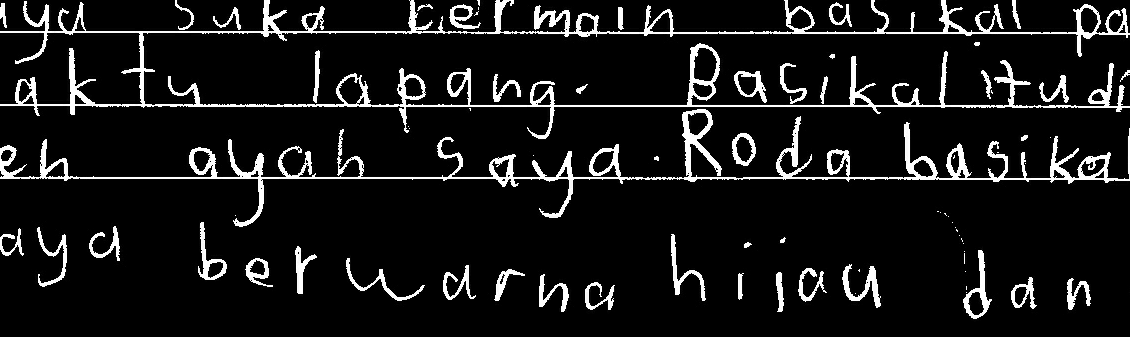 aya suka bermain basikal pa
aktu lapang. Basikal itu di
eh ayah saya. Roda basikal
aya berwarna hijau dan